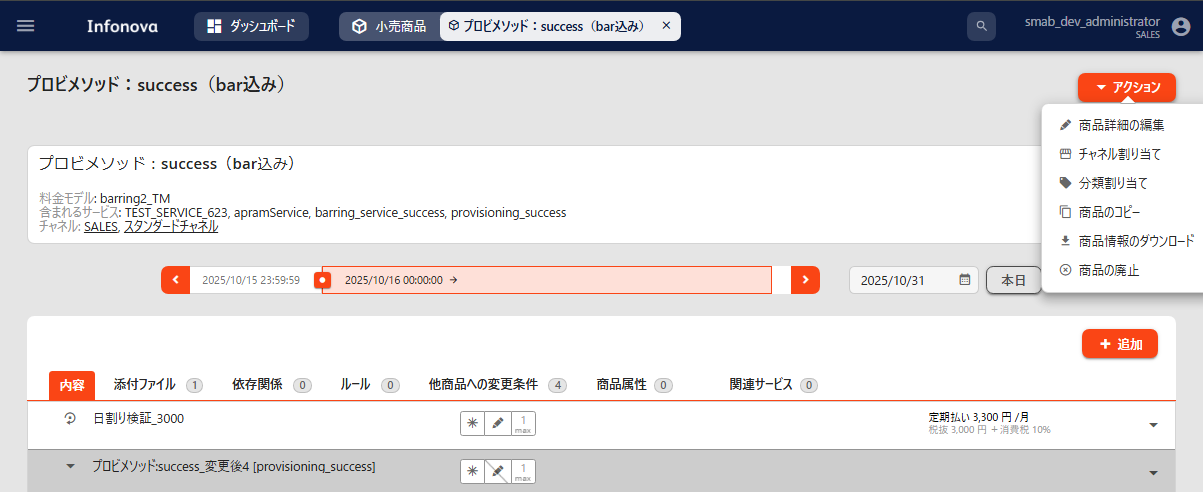 Infonova
ダッシュボード
小売商品
プロビメソッド：success（bar込み）
smab_dev_administrator
SALES
プロビメソッド：success（bar込み）
アクション
商品詳細の編集
チャネル割り当て
分類割り当て
商品のコピー
商品情報のダウンロード
商品の廃止
プロビメソッド：success（bar込み）
料金モデル: barring2_TM
含まれるサービス: TEST_SERVICE_623, apramService, barring_service_success, provisioning_success
チャネル: SALES, スタンダードチャネル
2025/10/15 23:59:59
2025/10/16 00:00:00 →
2025/10/31
本日
＋ 追加
内容
添付ファイル 1
依存関係 0
ルール 0
他商品への変更条件 4
商品属性 0
関連サービス 0
日割り検証_3000
1
max
定期払い 3,300 円 /月
税抜 3,000 円 ＋消費税 10%
プロビメソッド:success_変更後4 [provisioning_success]
1
max